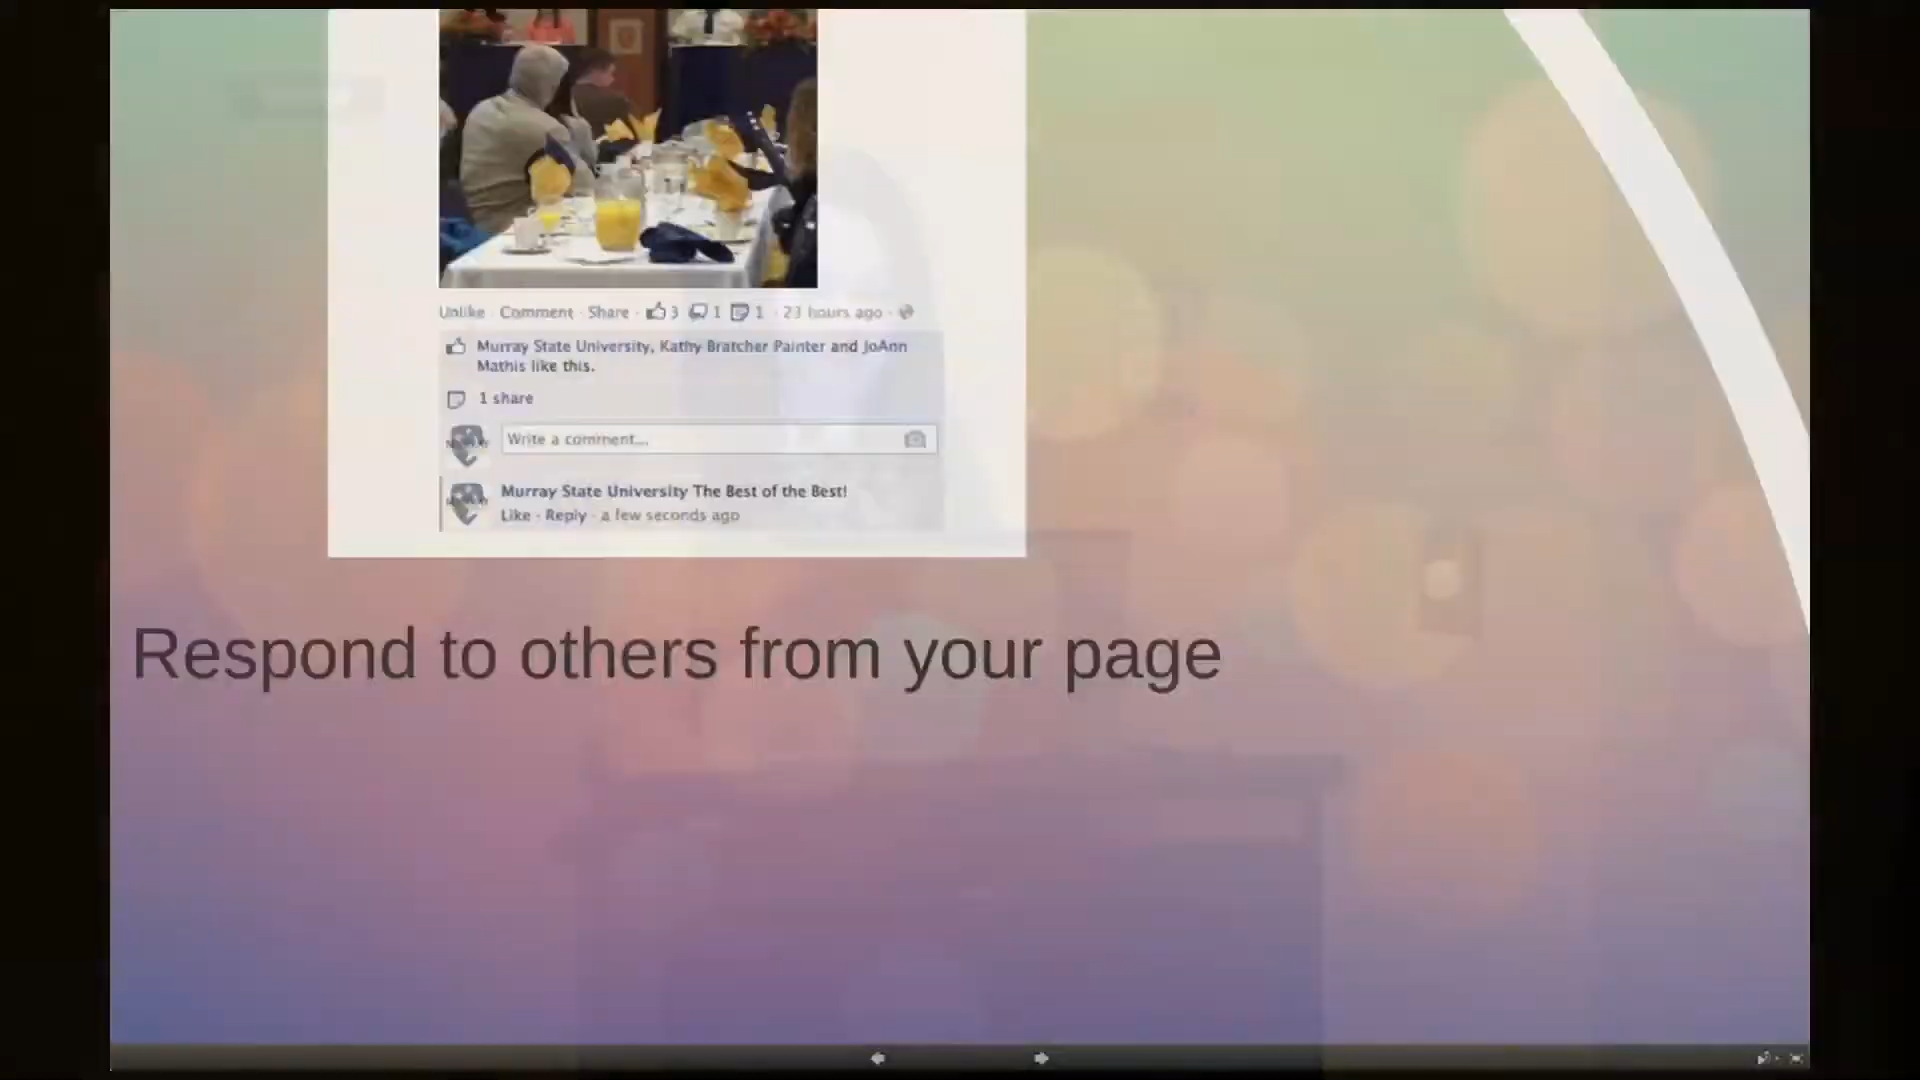 Unlike · Comment · Share · 3 1 1 · 23 hours ago ·
Murray State University, Kathy Bratcher Painter and JoAnn
Mathis like this.
1 share
Write a comment...
Murray State University The Best of the Best!
Like · Reply · a few seconds ago
Respond to others from your page